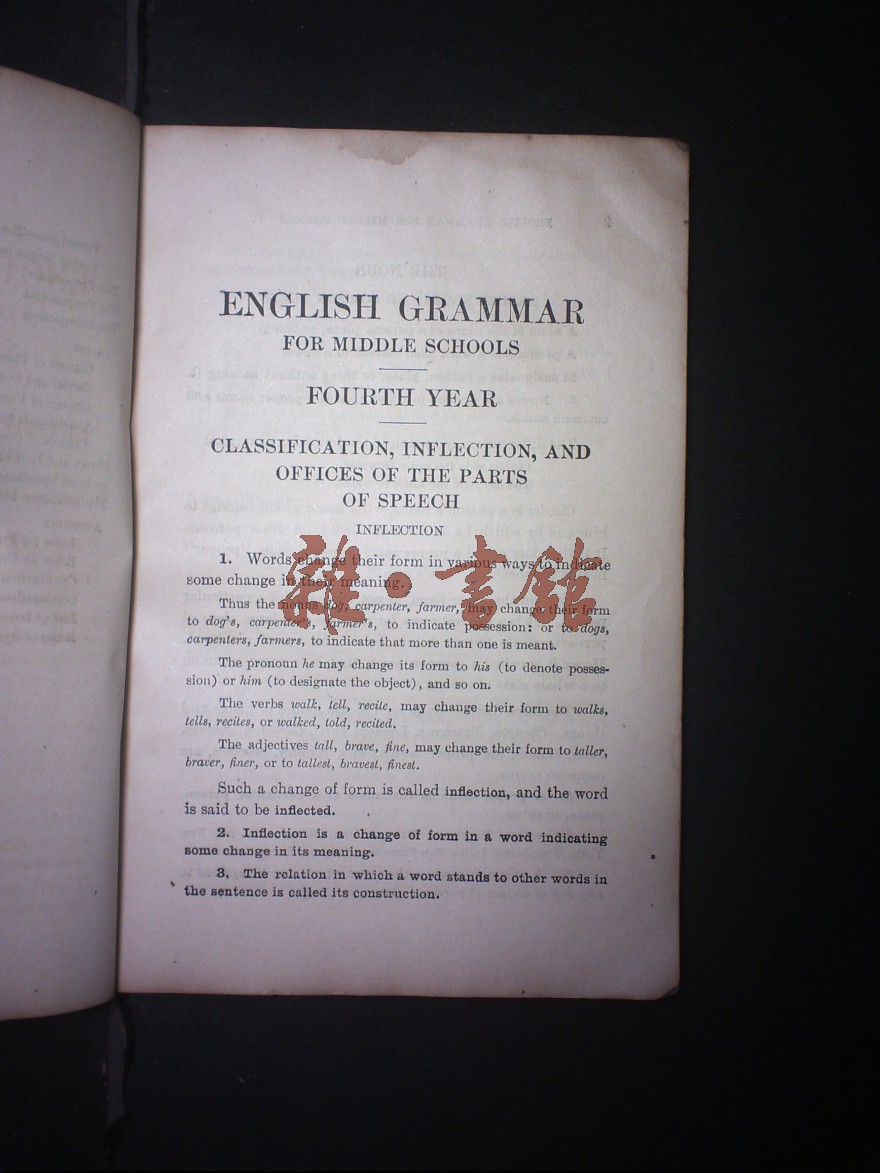 ENGLISH GRAMMAR
FOR MIDDLE SCHOOLS
FOURTH YEAR
CLASSIFICATION, INFLECTION, AND
OFFICES OF THE PARTS
OF SPEECH
INFLECTION
1. Words change their form in various ways to indicate
some change in their meaning.
Thus the nouns dog, carpenter, farmer, may change their form
to dog's, carpenter's, farmer's, to indicate possession: or to dogs,
carpenters, farmers, to indicate that more than one is meant.
The pronoun he may change its form to his (to denote posses-
sion) or him (to designate the object), and so on.
The verbs walk, tell, recite, may change their form to walks,
tells, recites, or walked, told, recited.
The adjectives tall, brave, fine, may change their form to taller,
braver, finer, or to tallest, bravest, finest.
Such a change of form is called inflection, and the word
is said to be inflected.
2. Inflection is a change of form in a word indicating
some change in its meaning.
3. The relation in which a word stands to other words in
the sentence is called its construction.
雜·書館